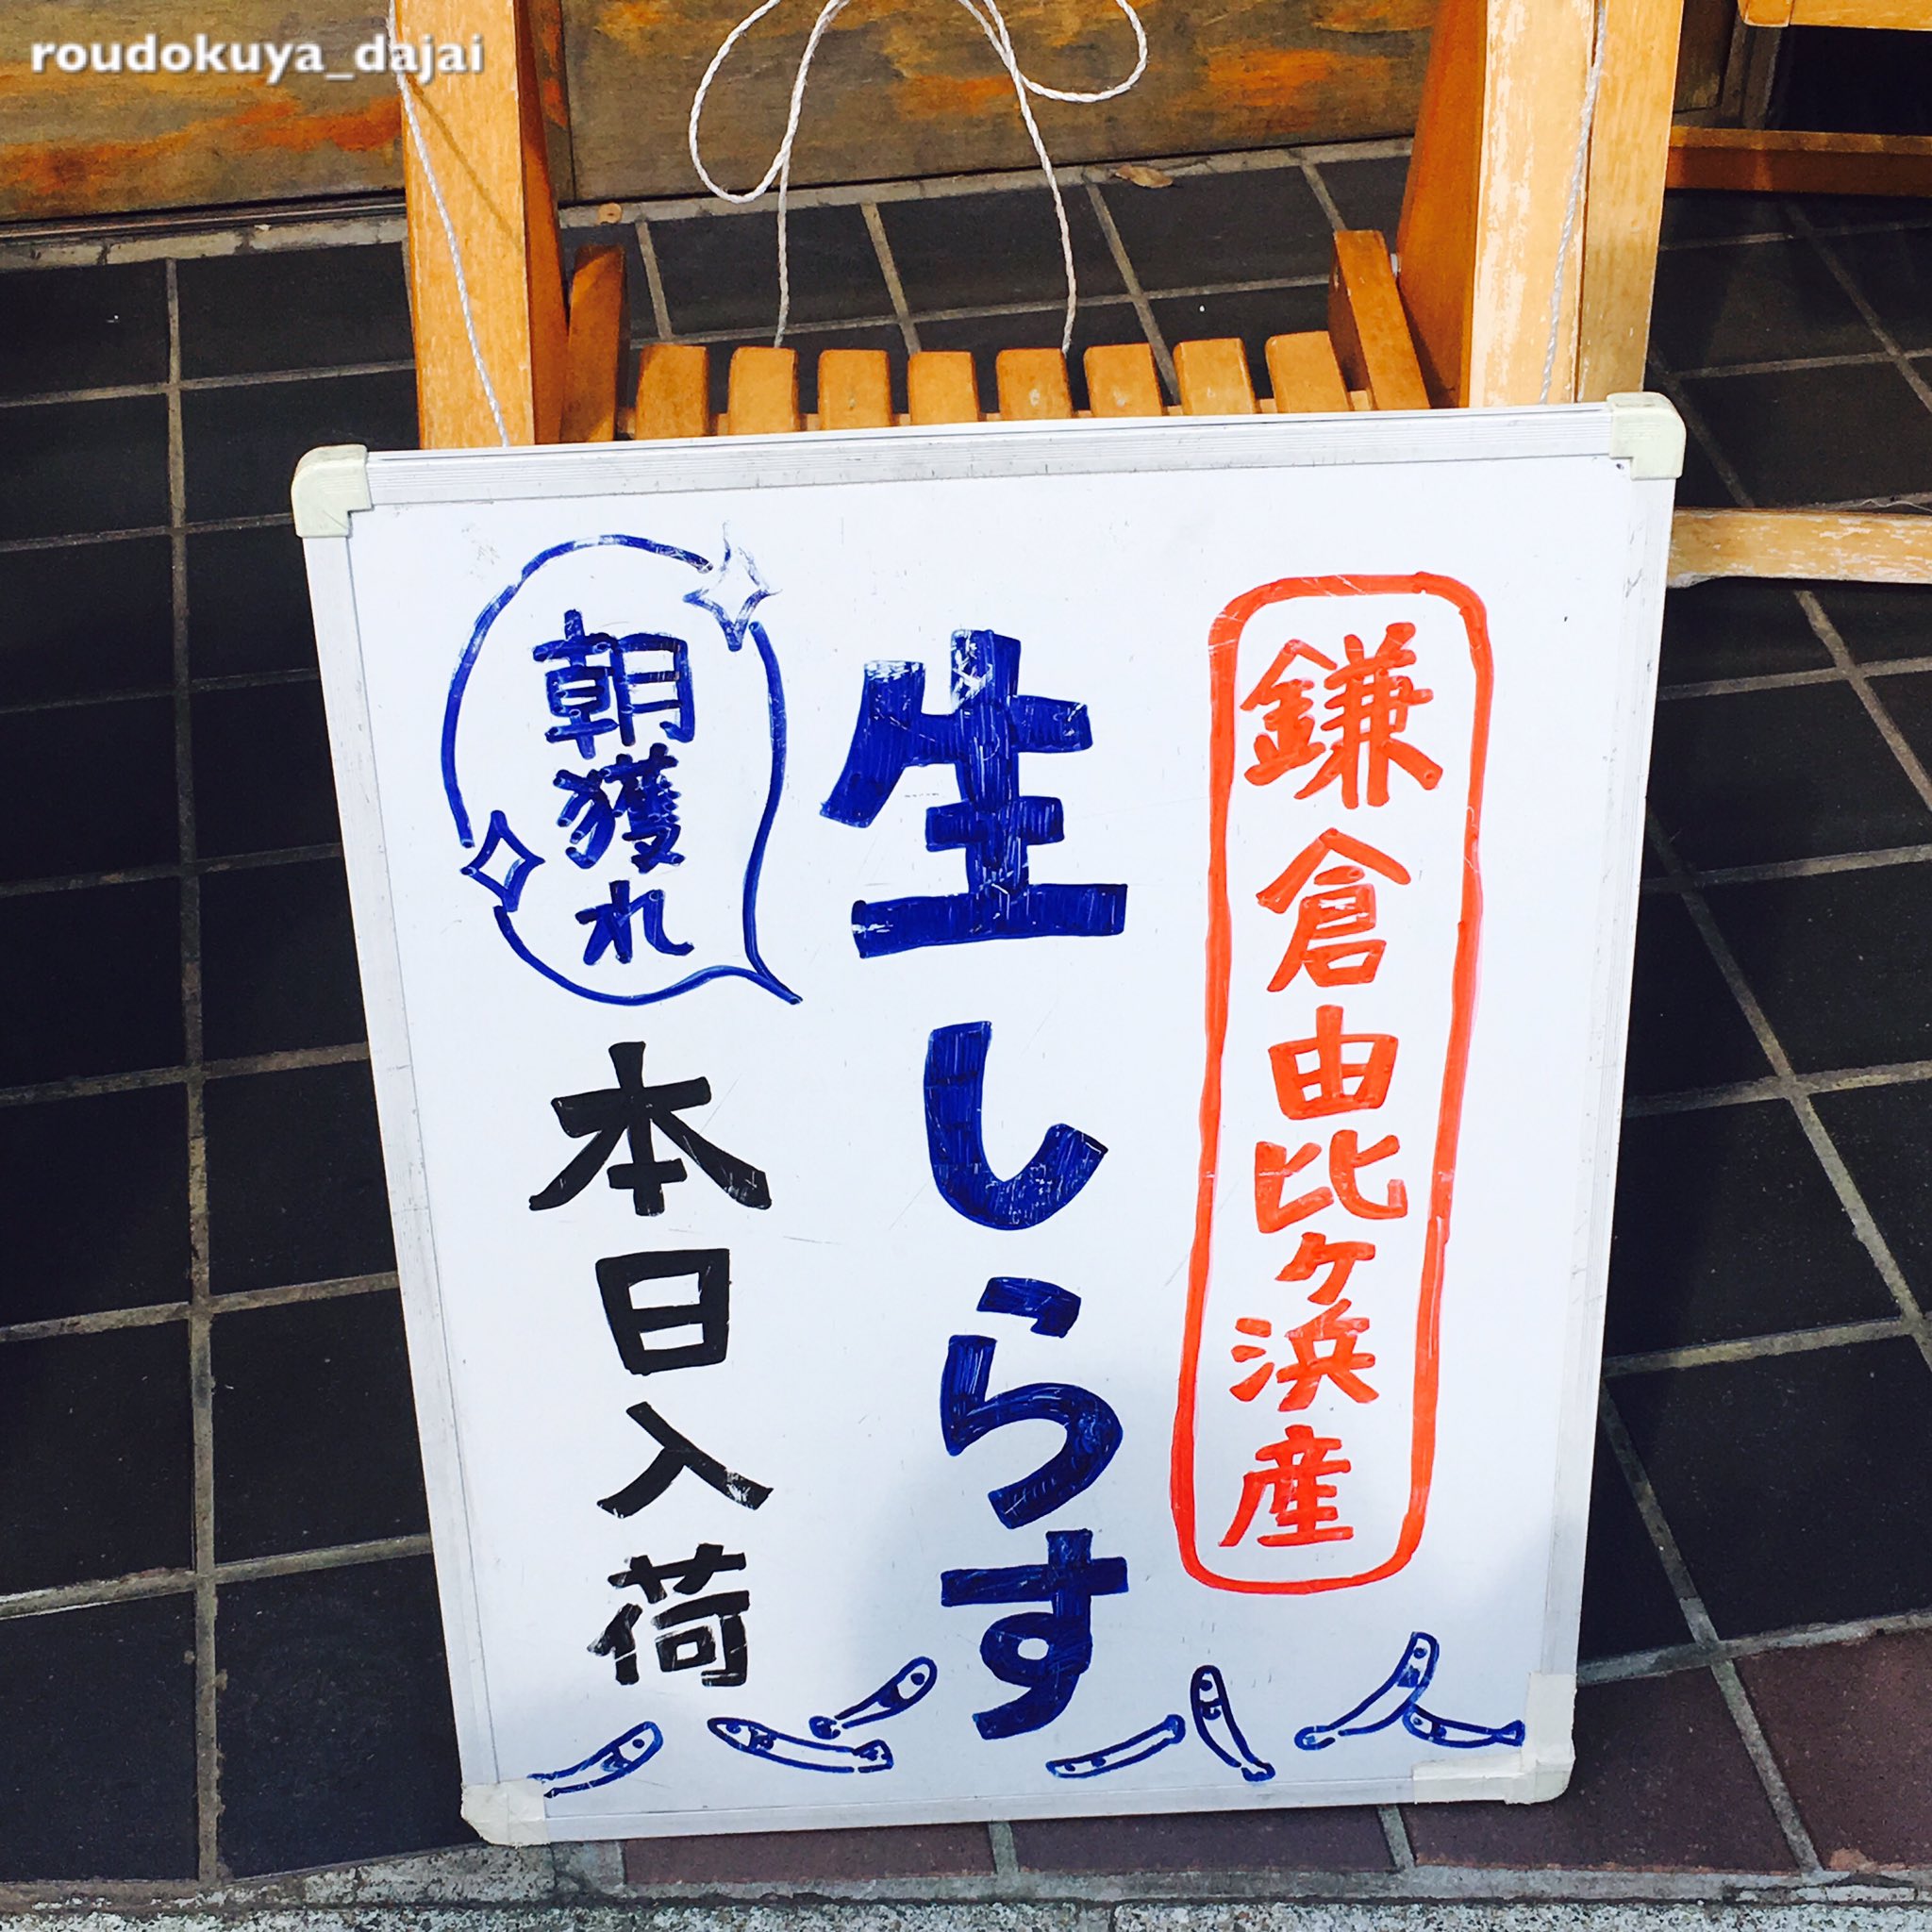 roudokuya_dajai
鎌倉由比ヶ浜産
生しらす
朝獲れ
本日入荷